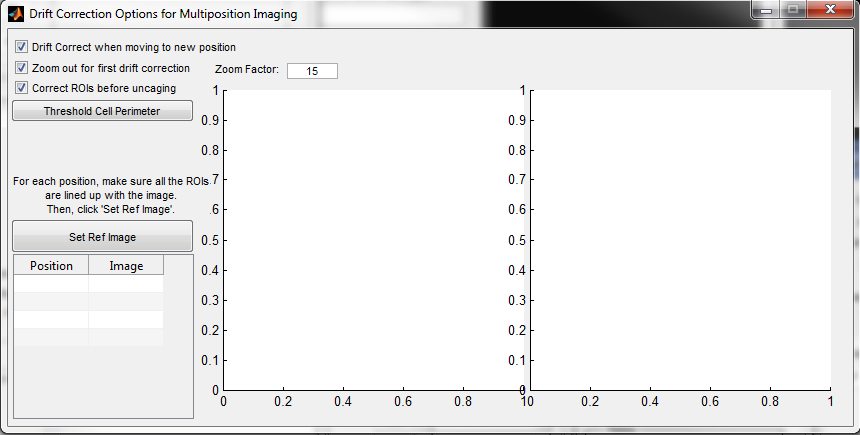 Drift Correction Options for Multiposition Imaging
Drift Correct when moving to new position
Zoom out for first drift correction
Zoom Factor: 15
Correct ROIs before uncaging
Threshold Cell Perimeter
For each position, make sure all the ROIs
are lined up with the image.
Then, click 'Set Ref Image'.
Set Ref Image
Position Image
1
0.9
0.8
0.7
0.6
0.5
0.4
0.3
0.2
0.1
0
0 0.2 0.4 0.6 0.8 1
1
0.9
0.8
0.7
0.6
0.5
0.4
0.3
0.2
0.1
0
0 0.2 0.4 0.6 0.8 1